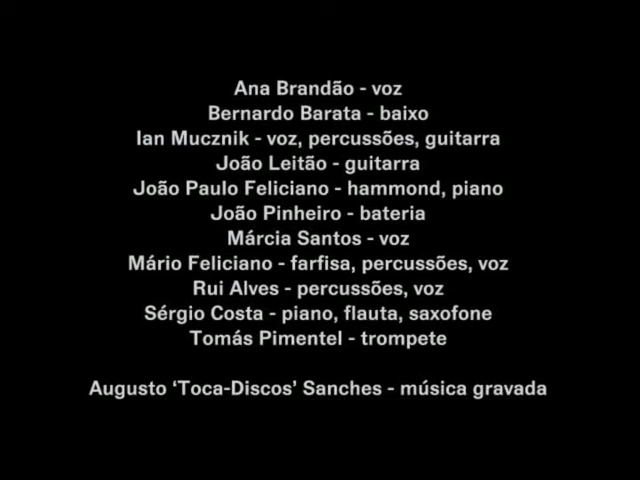 Ana Brandão - voz
Bernardo Barata - baixo
Ian Mucznik - voz, percussões, guitarra
João Leitão - guitarra
João Paulo Feliciano - hammond, piano
João Pinheiro - bateria
Márcia Santos - voz
Mário Feliciano - farfisa, percussões, voz
Rui Alves - percussões, voz
Sérgio Costa - piano, flauta, saxofone
Tomás Pimentel - trompete
Augusto ‘Toca-Discos’ Sanches - música gravada